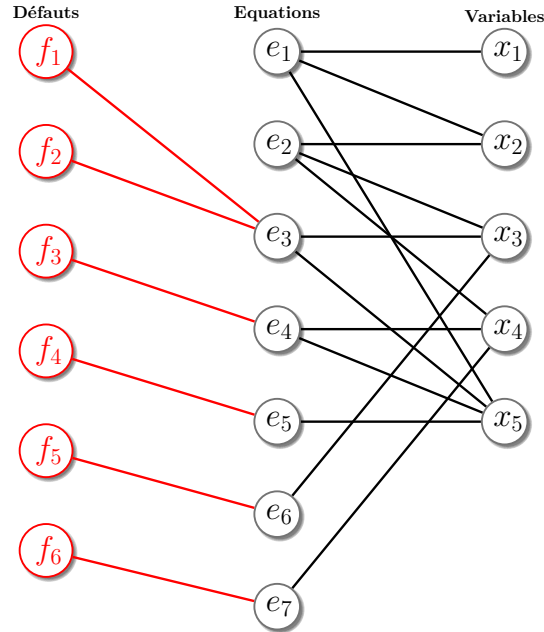 Défauts Equations Variables
f₁ e₁ x₁
f₂ e₂ x₂
f₃ e₃ x₃
f₄ e₄ x₄
f₅ e₅ x₅
f₆ e₆
e₇